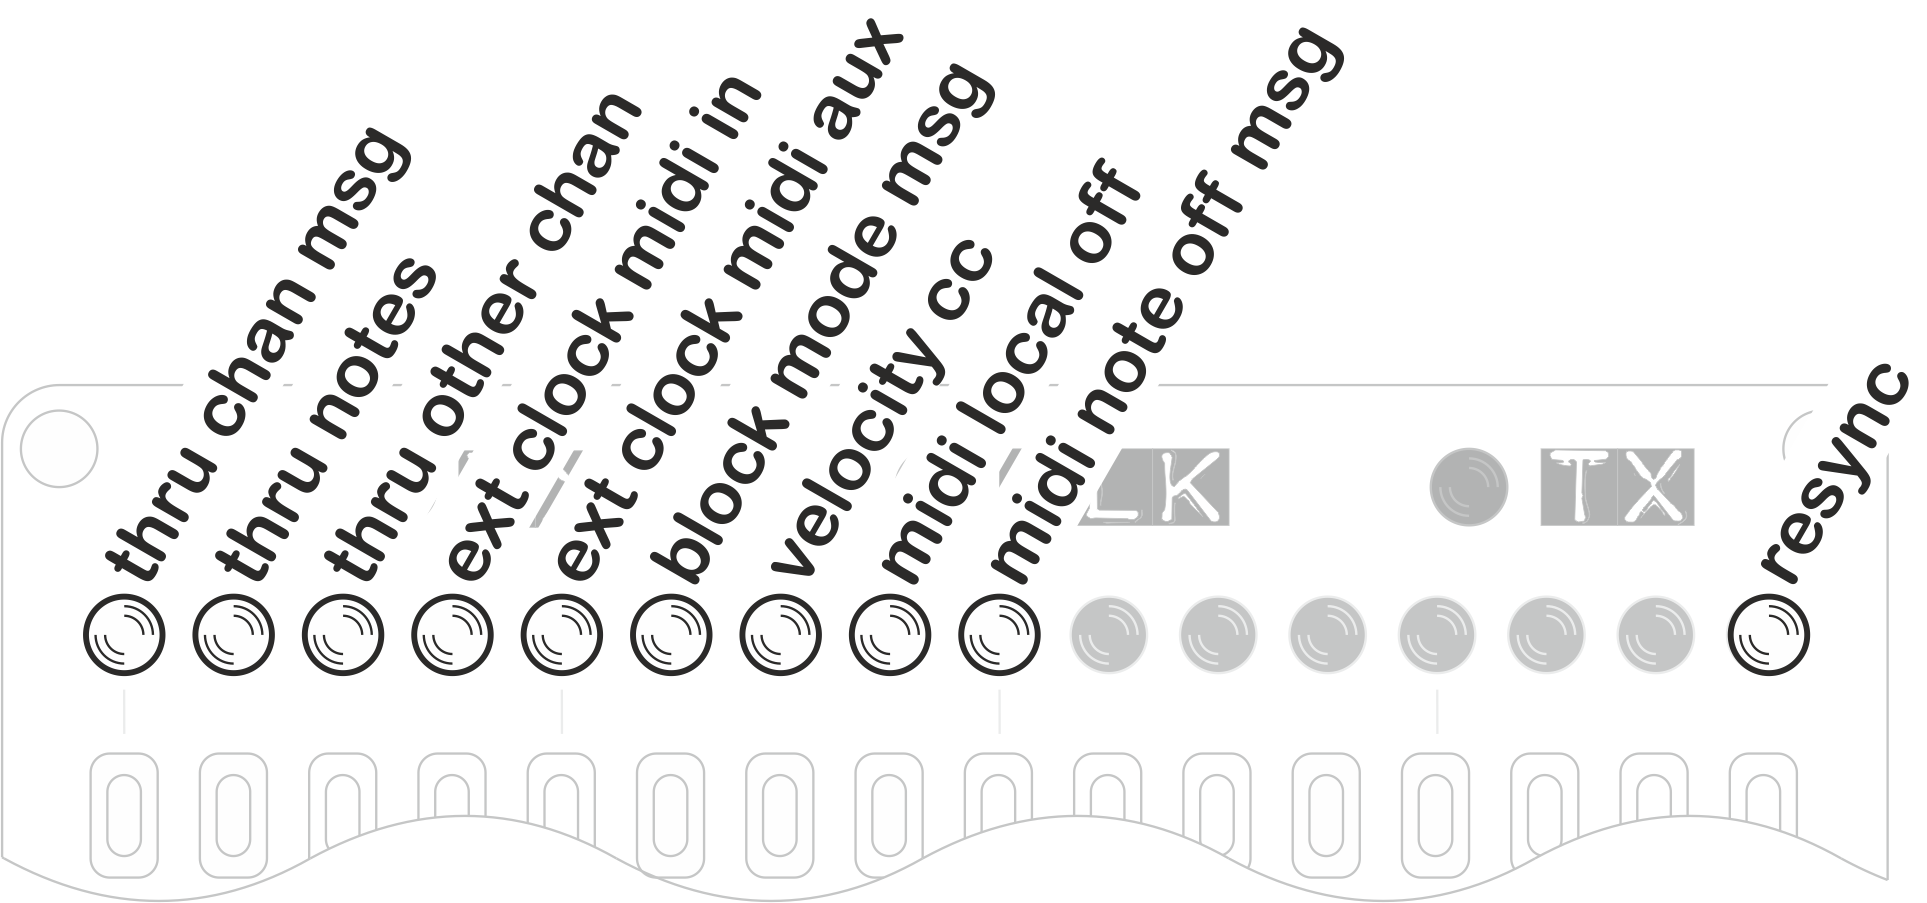 thru chan msg
thru notes
thru other chan
ext clock midi in
ext clock midi aux
block mode msg
velocity cc
midi local off
midi note off msg
LK
TX
resync